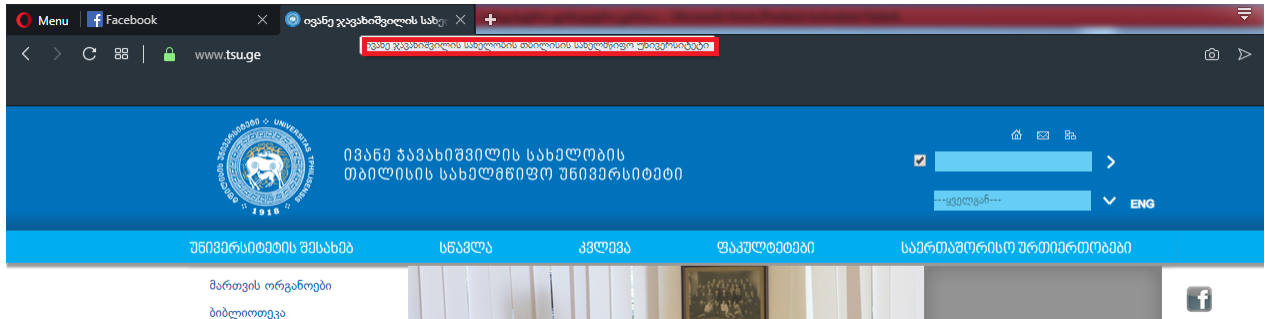 Menu
Facebook
ივანე ჯავახიშვილის სახე
ივანე ჯავახიშვილის სახელობის თბილისის სახელმწიფო უნივერსიტეტი
www.tsu.ge
ივანე ჯავახიშვილის სახელობის
თბილისის სახელმწიფო უნივერსიტეტი
1918
---ყველგან---
ENG
უნივერსიტეტის შესახებ
სწავლა
კვლევა
ფაკულტეტები
საერთაშორისო ურთიერთობები
მართვის ორგანოები
ბიბლიოთეკა